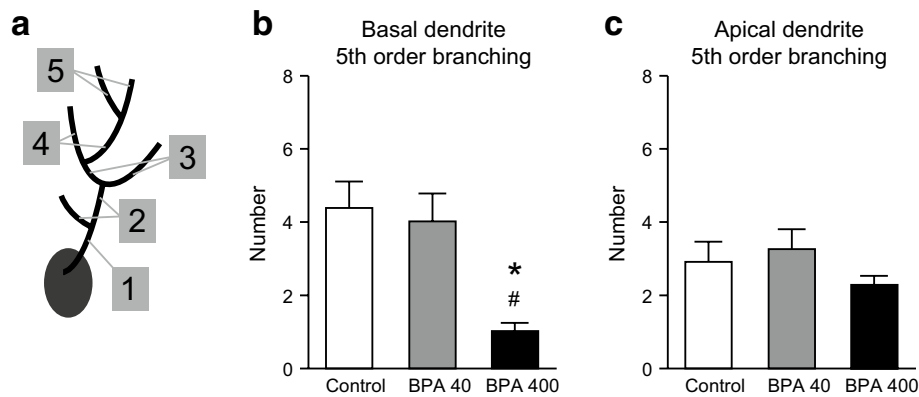 a
5
4
3
2
1
b
Basal dendrite
5th order branching
Number
8
6
4
2
0
*
#
Control
BPA 40
BPA 400
c
Apical dendrite
5th order branching
Number
8
6
4
2
0
Control
BPA 40
BPA 400